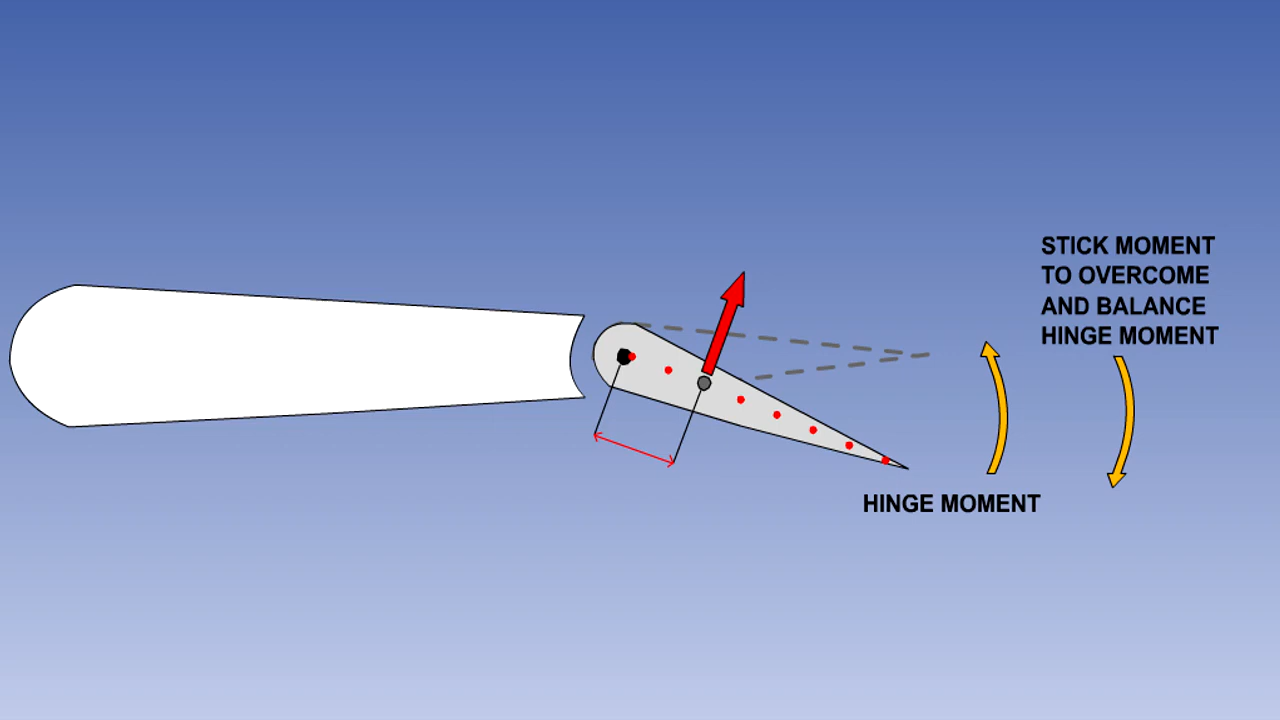 STICK MOMENT
TO OVERCOME
AND BALANCE
HINGE MOMENT
HINGE MOMENT